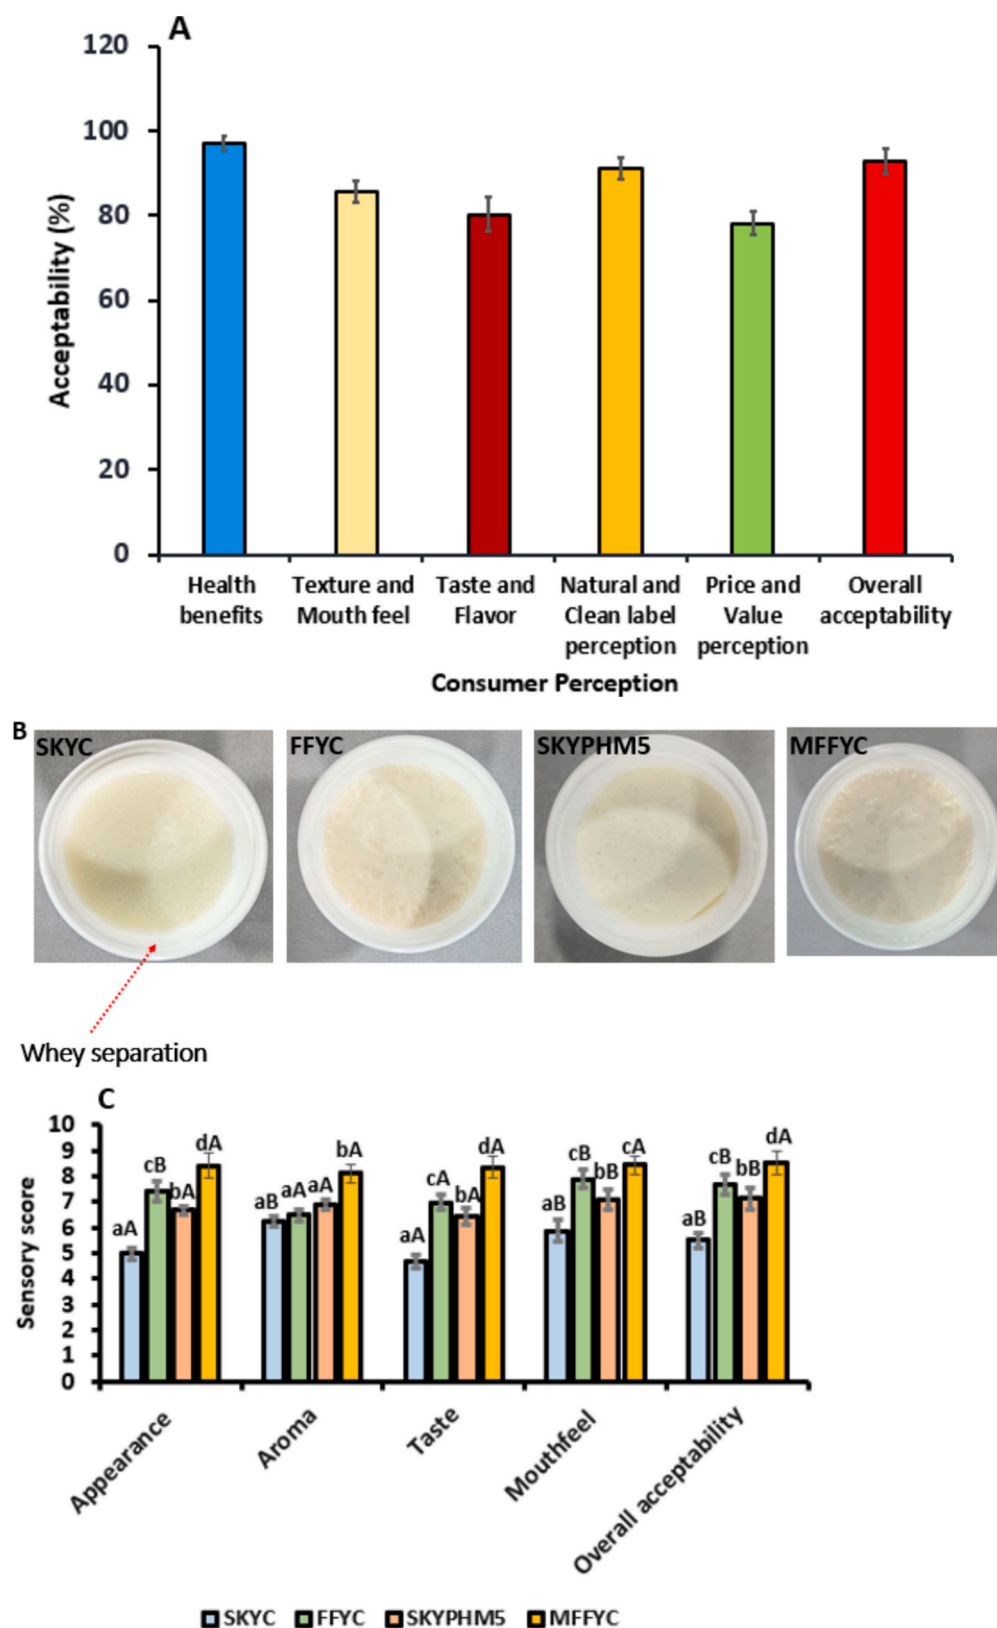 A
120
100
80
60
40
20
0
Acceptability (%)
Health benefits
Texture and Mouth feel
Taste and Flavor
Natural and Clean label perception
Price and Value perception
Overall acceptability
Consumer Perception
B
SKYC
FFYC
SKYPHM5
MFFYC
Whey separation
C
10
9
8
7
6
5
4
3
2
1
0
Sensory score
aA
cB
bA
dA
aB
aA
aA
bA
aA
cA
bA
dA
aB
cB
bB
cA
aB
cB
bB
dA
Appearance
Aroma
Taste
Mouthfeel
Overall acceptability
SKYC FFYC SKYPHM5 MFFYC